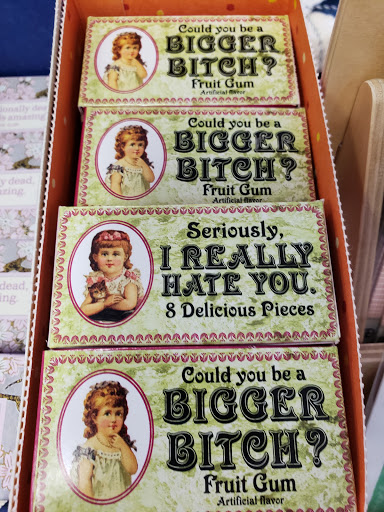 Could you be a
BIGGER
BITCH?
Fruit Gum
Artificial flavor
Could you be a
BIGGER
BITCH?
Fruit Gum
Artificial flavor
Seriously,
I REALLY
HATE YOU.
8 Delicious Pieces
Could you be a
BIGGER
BITCH?
Fruit Gum
Artificial flavor
dead,